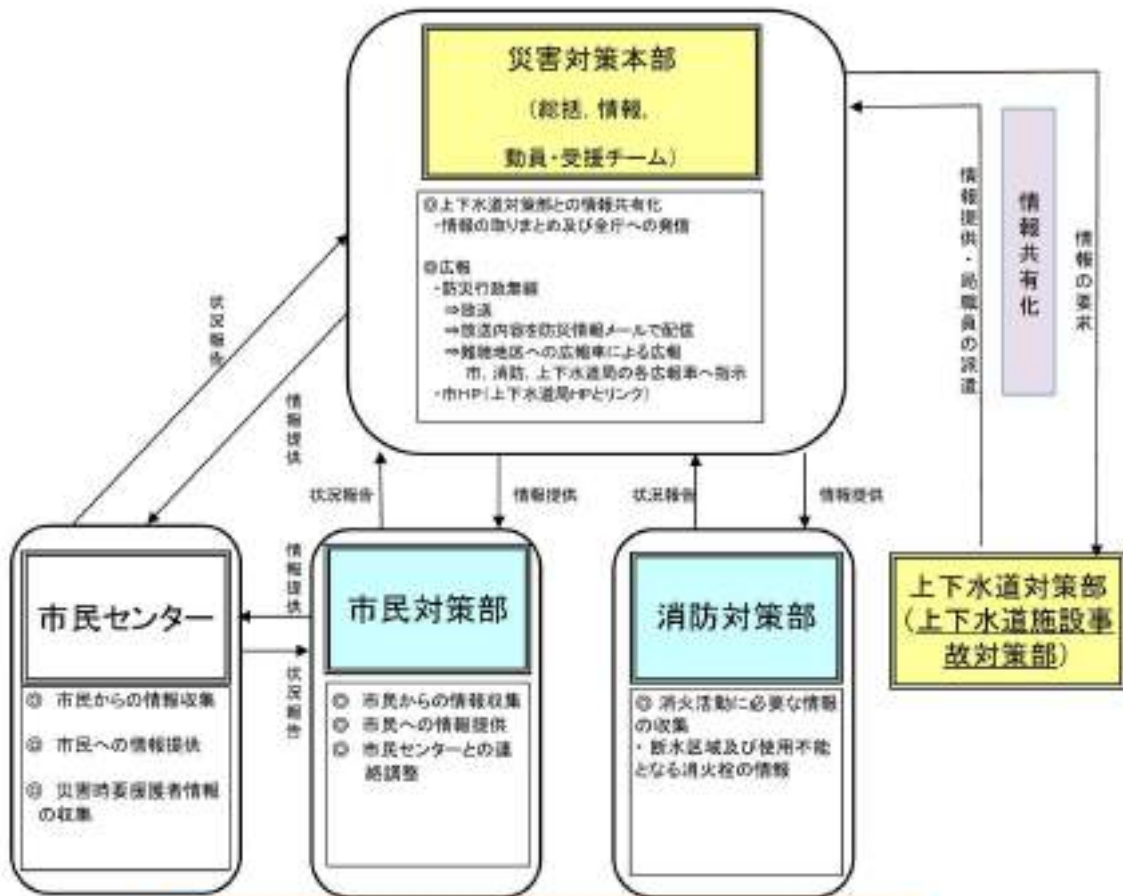 災害対策本部
（総括，情報，
動員・受援チーム）
◎上下水道対策部との情報共有化
・情報の取りまとめ及び全庁への発信
◎広報
・防災行政無線
⇒放送
⇒放送内容を防災情報メールで配信
⇒難聴地区への広報車による広報
市，消防，上下水道局の各広報車へ指示
・市HP（上下水道局HPとリンク）
情報提供・局職員の派遣
情報共有化
情報の要求
状況報告
情報提供
状況報告
情報提供
状況報告
情報提供
市民センター
◎ 市民からの情報収集
◎ 市民への情報提供
◎ 災害時要援護者情報
の収集
情報提供
状況報告
市民対策部
◎ 市民からの情報収集
◎ 市民への情報提供
◎ 市民センターとの連
絡調整
消防対策部
◎ 消火活動に必要な情報
の収集
・ 断水区域及び使用不能
となる消火栓の情報
上下水道対策部
（上下水道施設事
故対策部）